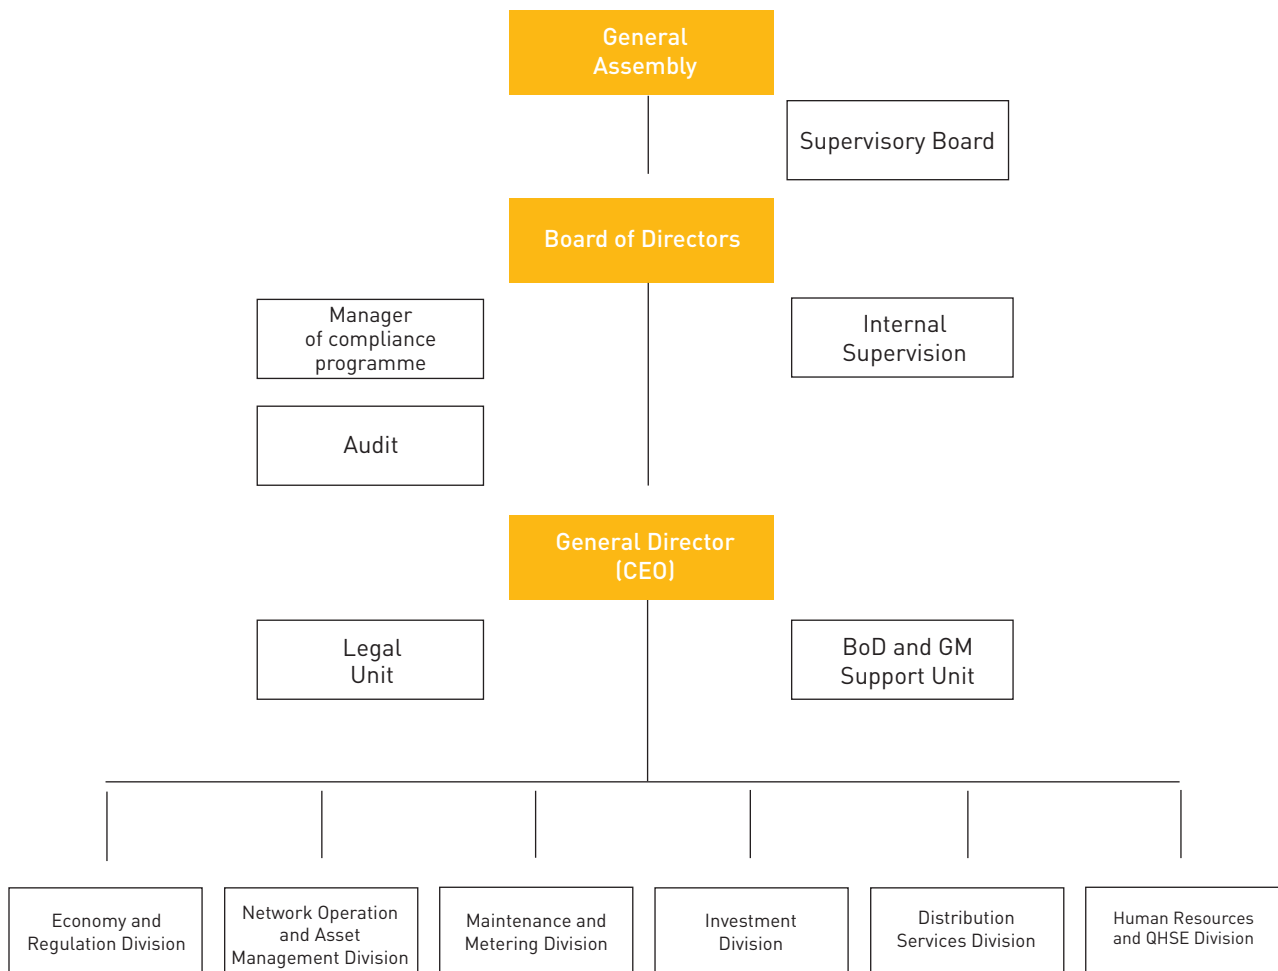 General
Assembly
Supervisory Board
Board of Directors
Manager
of compliance
programme
Internal
Supervision
Audit
General Director
(CEO)
Legal
Unit
BoD and GM
Support Unit
Economy and
Regulation Division
Network Operation
and Asset
Management Division
Maintenance and
Metering Division
Investment
Division
Distribution
Services Division
Human Resources
and QHSE Division